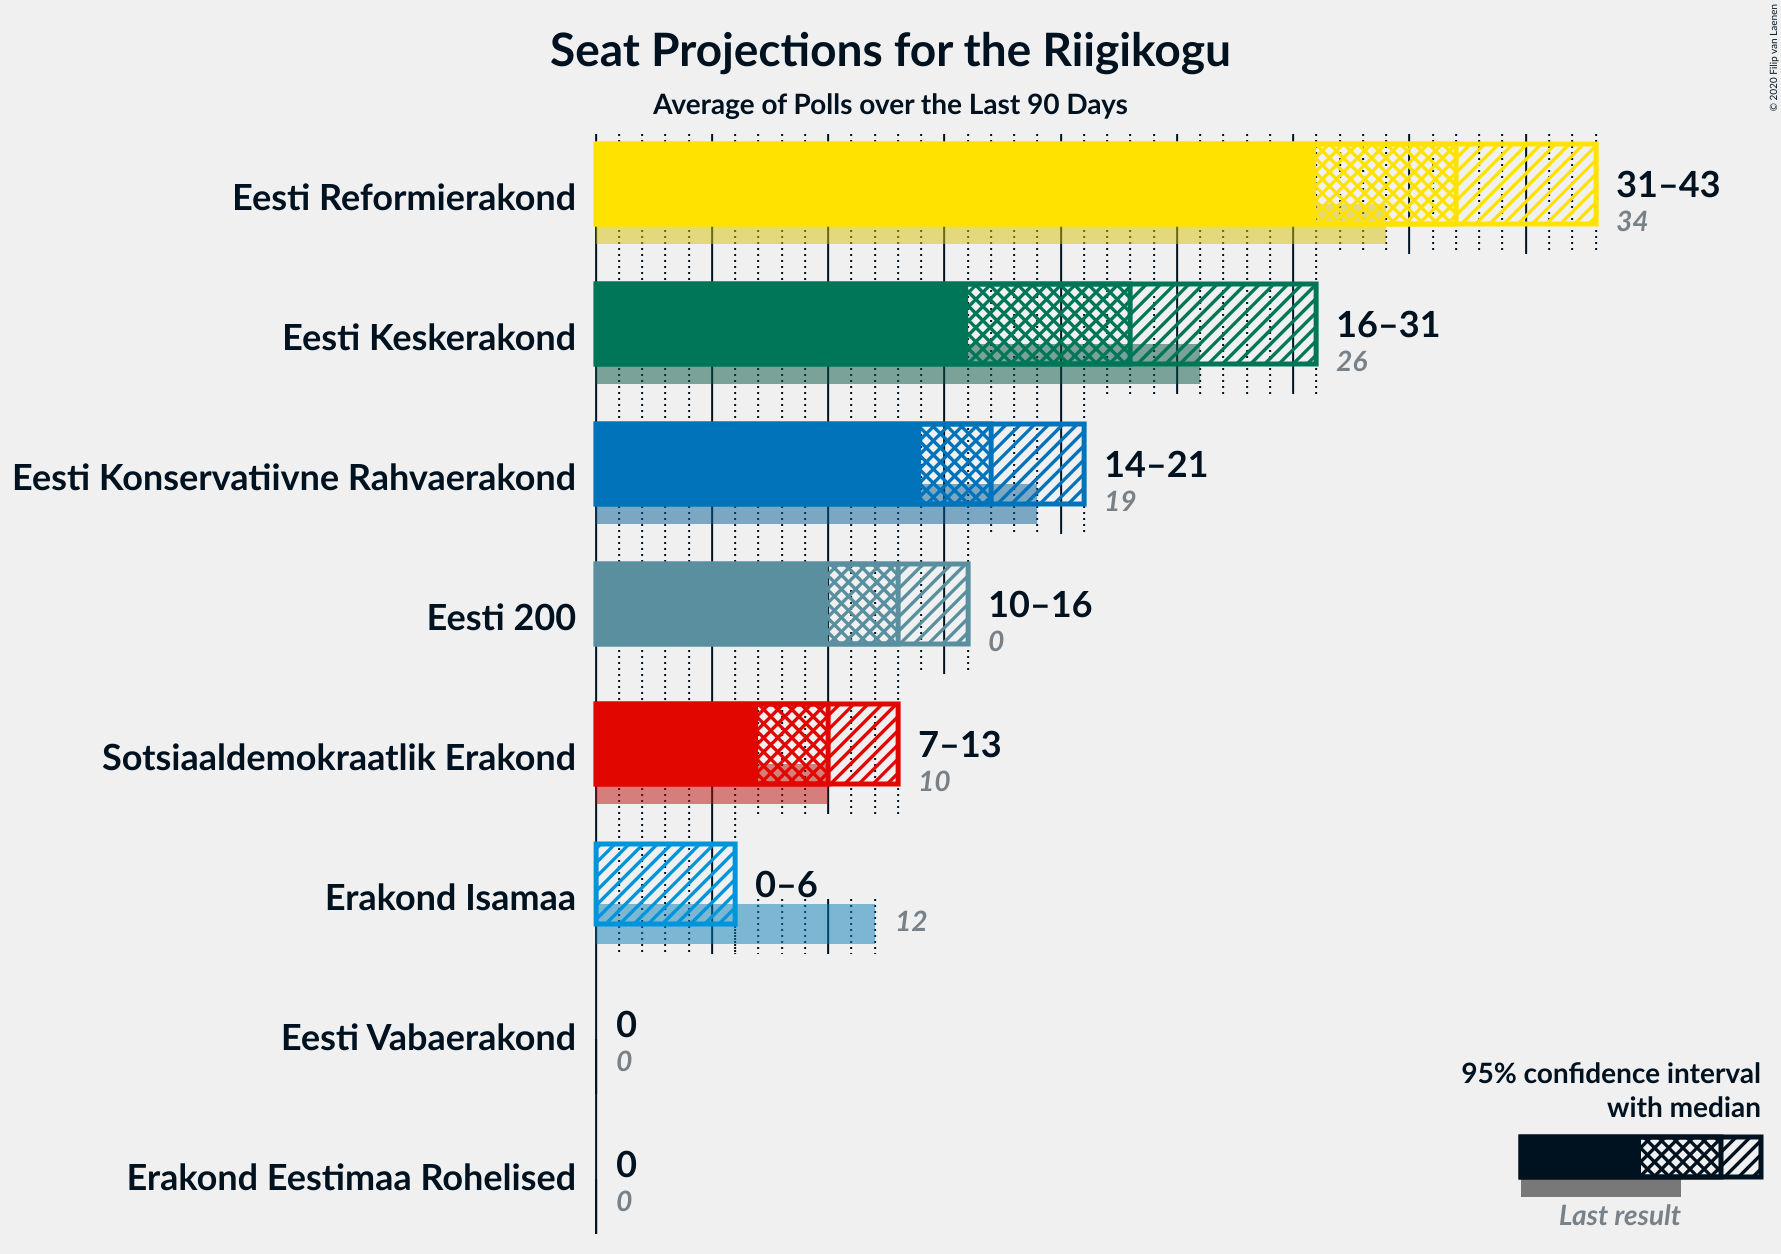 Seat Projections for the Riigikogu
Average of Polls over the Last 90 Days
© 2020 Filip van Laenen
Eesti Reformierakond
31–43
34
Eesti Keskerakond
16–31
26
Eesti Konservatiivne Rahvaerakond
14–21
19
Eesti 200
10–16
0
Sotsiaaldemokraatlik Erakond
7–13
10
Erakond Isamaa
0–6
12
Eesti Vabaerakond
0
0
Erakond Eestimaa Rohelised
0
0
95% confidence interval
with median
Last result